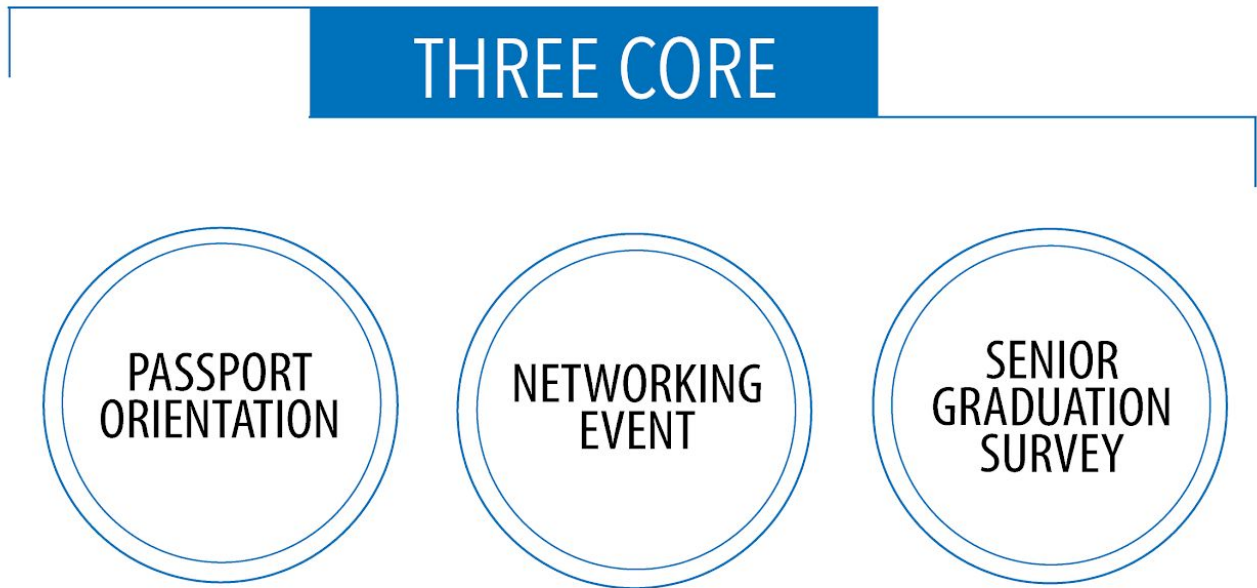 THREE CORE
PASSPORT
ORIENTATION
NETWORKING
EVENT
SENIOR
GRADUATION
SURVEY